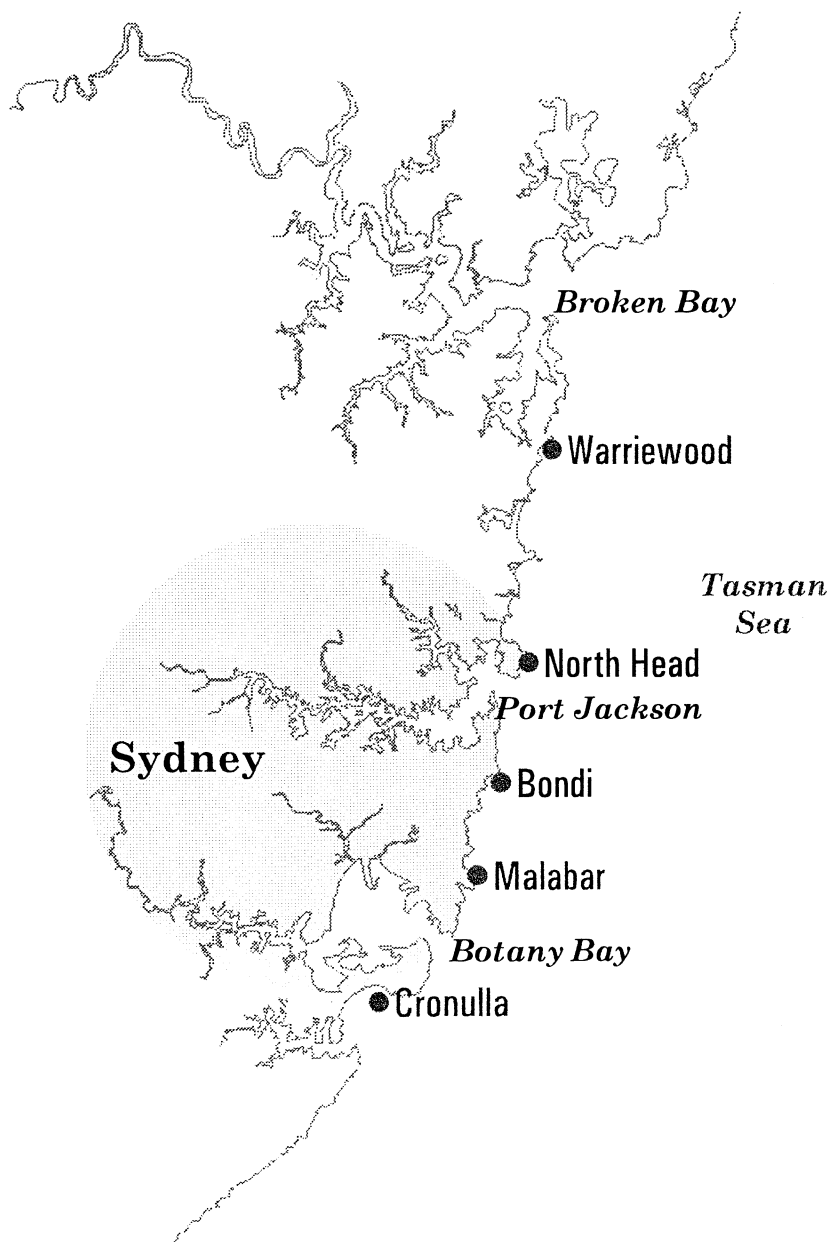 Broken Bay
Warriewood
Tasman
Sea
North Head
Port Jackson
Sydney
Bondi
Malabar
Botany Bay
Cronulla